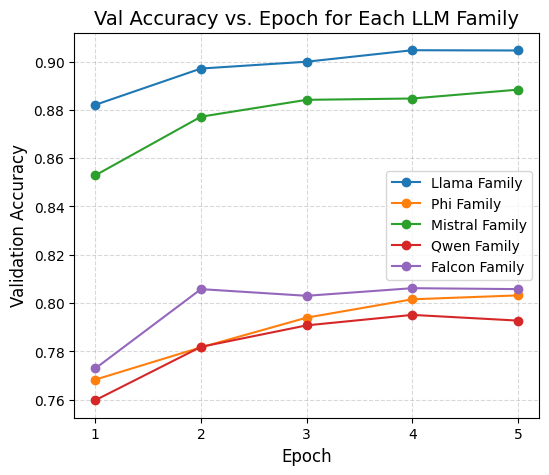 Val Accuracy vs. Epoch for Each LLM Family
Validation Accuracy
0.90
0.88
0.86
0.84
0.82
0.80
0.78
0.76
Llama Family
Phi Family
Mistral Family
Qwen Family
Falcon Family
1 2 3 4 5
Epoch